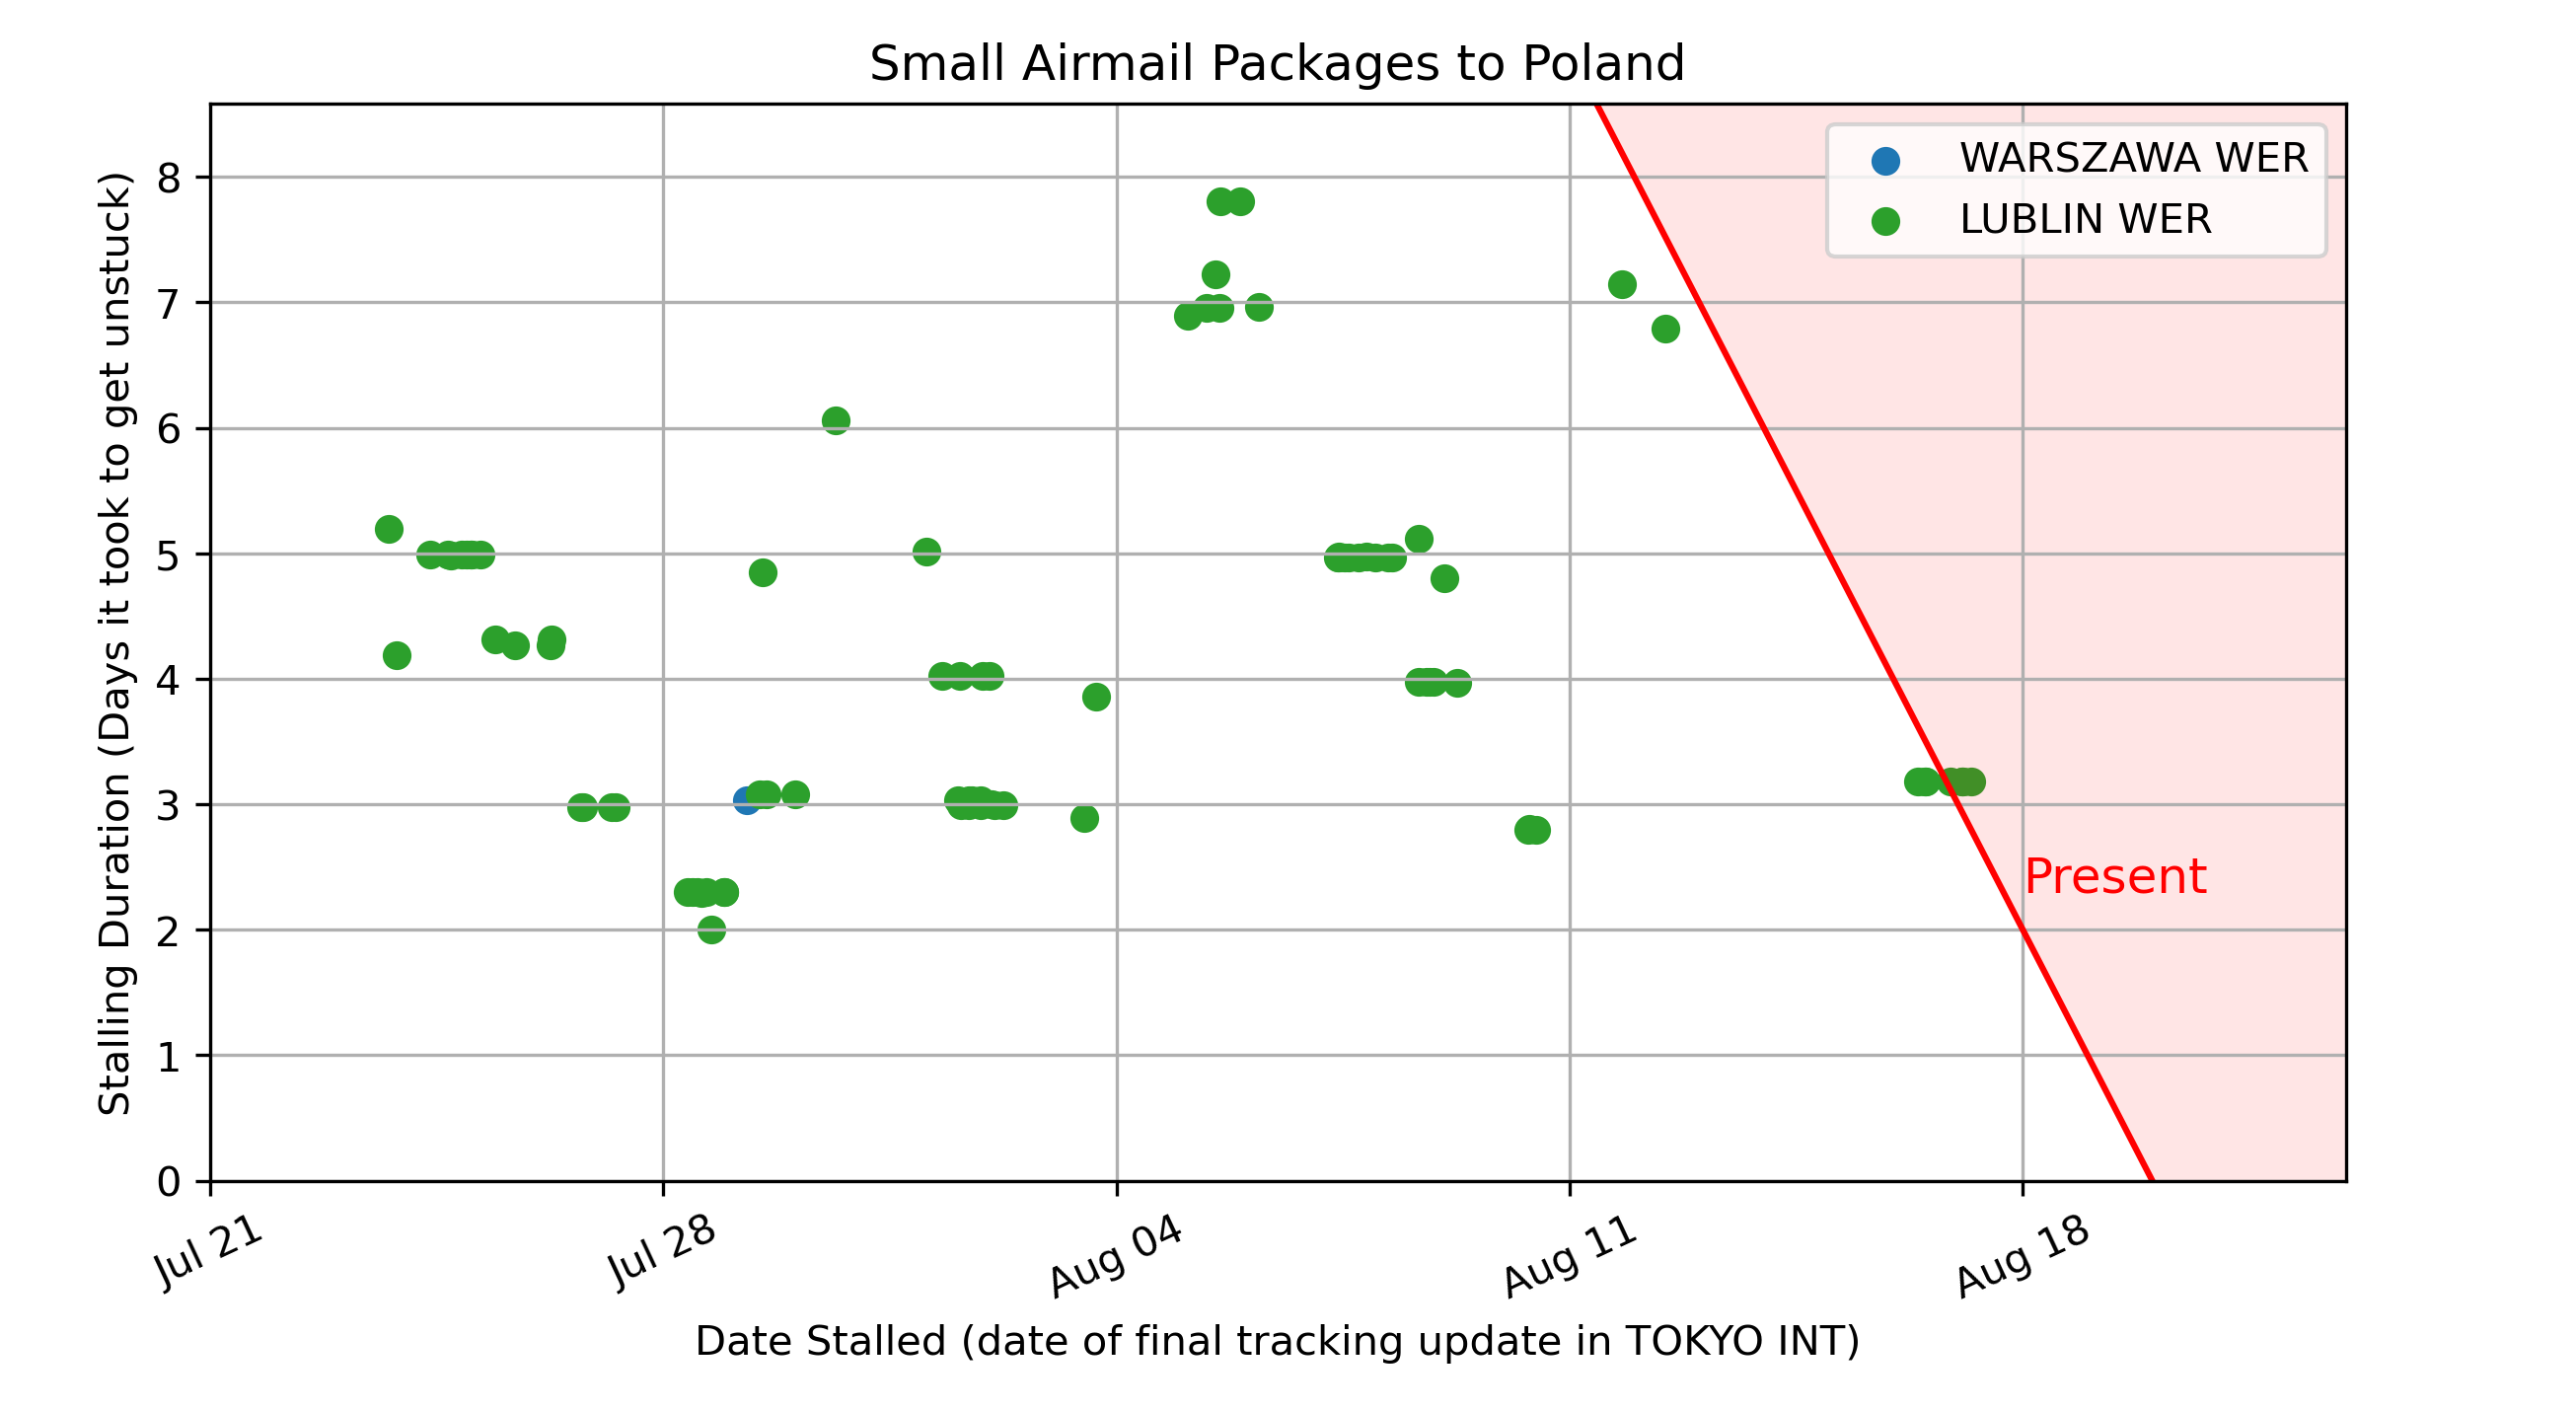 Small Airmail Packages to Poland
Stalling Duration (Days it took to get unstuck)
8
7
6
5
4
3
2
1
0
WARSZAWA WER
LUBLIN WER
Present
Jul 21
Jul 28
Aug 04
Aug 11
Aug 18
Date Stalled (date of final tracking update in TOKYO INT)